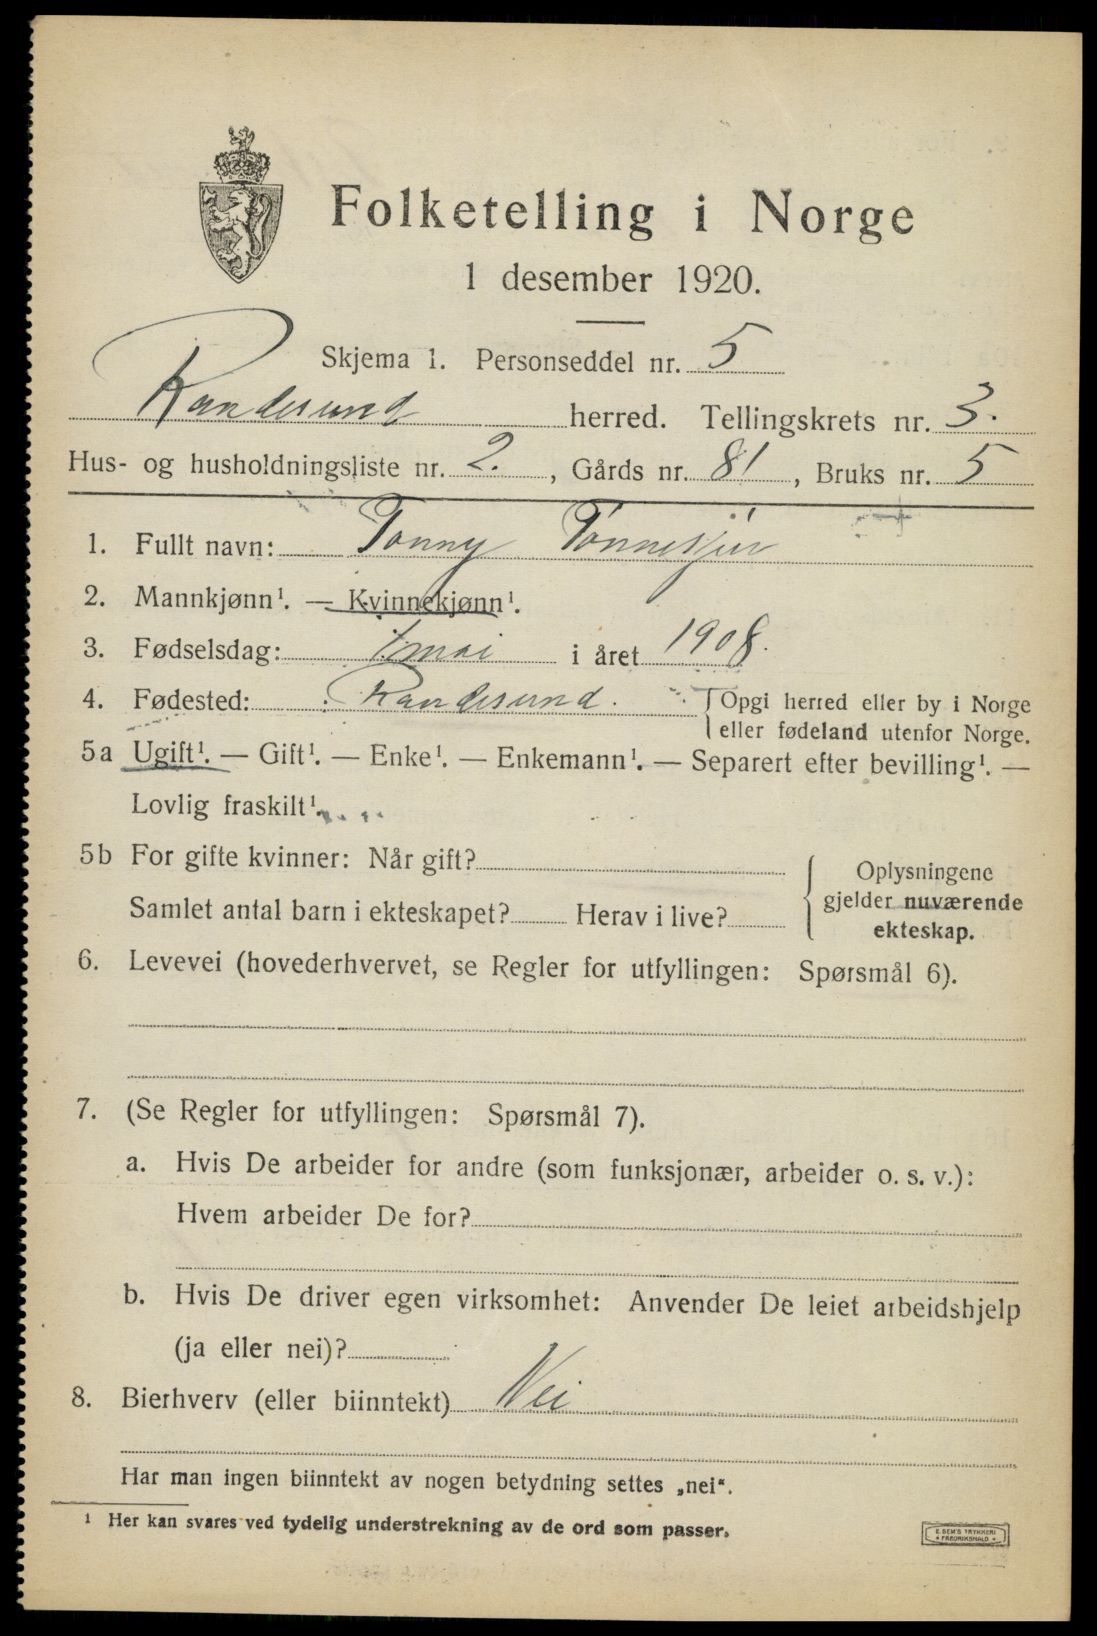 Folketelling i Norge
1 desember 1920.
Skjema 1. Personseddel nr. 5
Randesund herred. Tellingskrets nr. 3.
Hus- og husholdningsliste nr. 2. , Gårds nr. 81 , Bruks nr. 5
1. Fullt navn: Tonny
2. Mannkjønn¹. — Kvinnekjønn¹.
3. Fødselsdag: 1 mai i året 1908.
4. Fødested: Randesund. Opgi herred eller by i Norge
eller fødeland utenfor Norge.
5a Ugift¹. — Gift¹. — Enke¹. — Enkemann¹. — Separert efter bevilling¹. —
Lovlig fraskilt¹.
5b For gifte kvinner: Når gift?
Samlet antal barn i ekteskapet? Herav i live?
Oplysningene
gjelder nuværende
ekteskap.
6. Levevei (hovederhvervet, se Regler for utfyllingen: Spørsmål 6).
7. (Se Regler for utfyllingen: Spørsmål 7).
a. Hvis De arbeider for andre (som funksjonær, arbeider o. s. v.):
Hvem arbeider De for?
b. Hvis De driver egen virksomhet: Anvender De leiet arbeidshjelp
(ja eller nei)?
8. Bierhverv (eller biinntekt) Nei
Har man ingen biinntekt av nogen betydning settes „nei“.
¹ Her kan svares ved tydelig understrekning av de ord som passer.
E. SEM'S TRYKKERI
• FREDRIKSHALD •